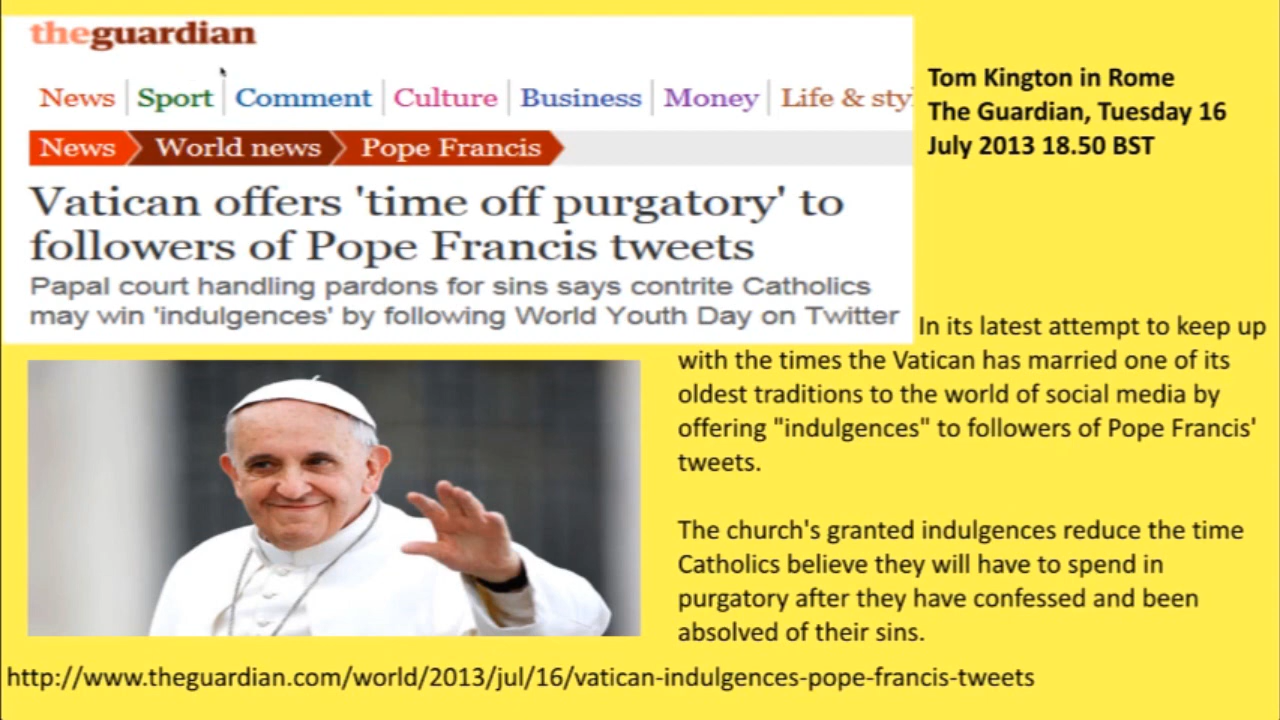 theguardian
News Sport Comment Culture Business Money Life & sty
News World news Pope Francis
Vatican offers 'time off purgatory' to
followers of Pope Francis tweets
Papal court handling pardons for sins says contrite Catholics
may win 'indulgences' by following World Youth Day on Twitter
Tom Kington in Rome
The Guardian, Tuesday 16
July 2013 18.50 BST
In its latest attempt to keep up
with the times the Vatican has married one of its
oldest traditions to the world of social media by
offering "indulgences" to followers of Pope Francis'
tweets.
The church's granted indulgences reduce the time
Catholics believe they will have to spend in
purgatory after they have confessed and been
absolved of their sins.
http://www.theguardian.com/world/2013/jul/16/vatican-indulgences-pope-francis-tweets